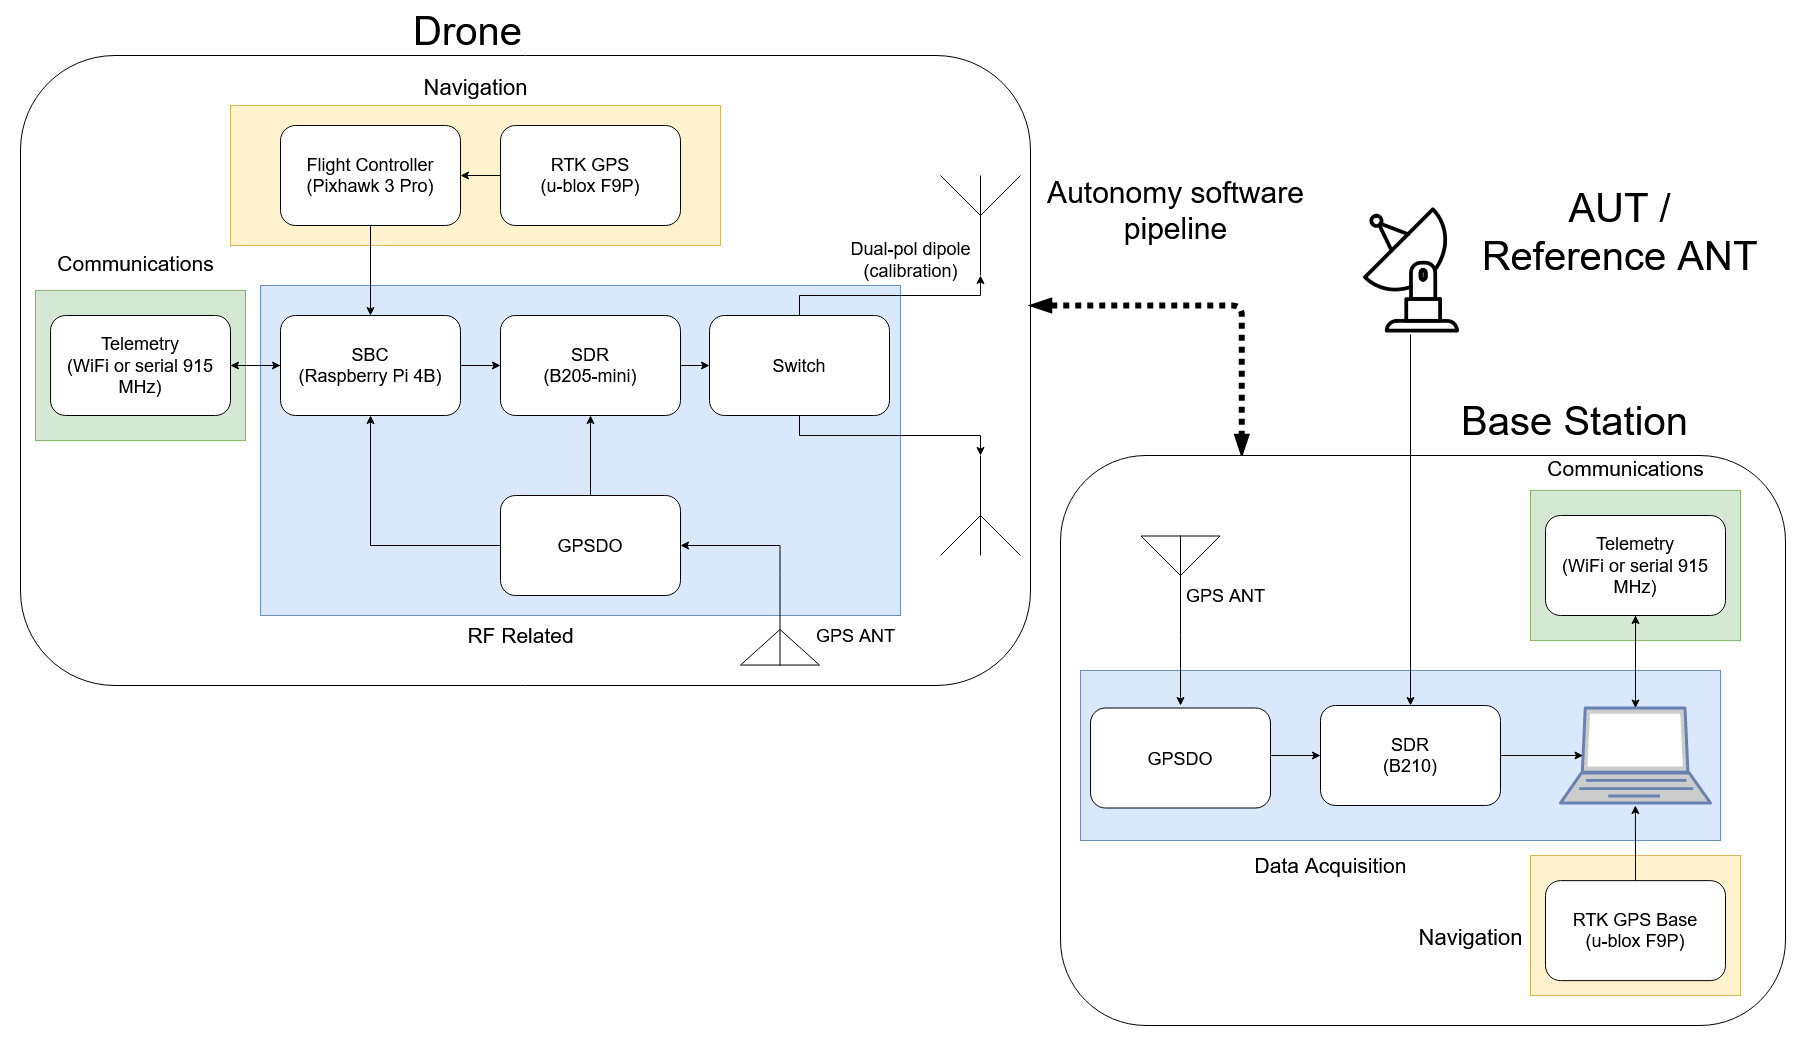 Drone
Navigation
Flight Controller
(Pixhawk 3 Pro)
RTK GPS
(u-blox F9P)
Communications
Telemetry
(WiFi or serial 915
MHz)
SBC
(Raspberry Pi 4B)
SDR
(B205-mini)
Switch
Dual-pol dipole
(calibration)
GPSDO
RF Related
GPS ANT
Autonomy software
pipeline
AUT /
Reference ANT
Base Station
Communications
Telemetry
(WiFi or serial 915
MHz)
GPS ANT
GPSDO
SDR
(B210)
Data Acquisition
Navigation
RTK GPS Base
(u-blox F9P)